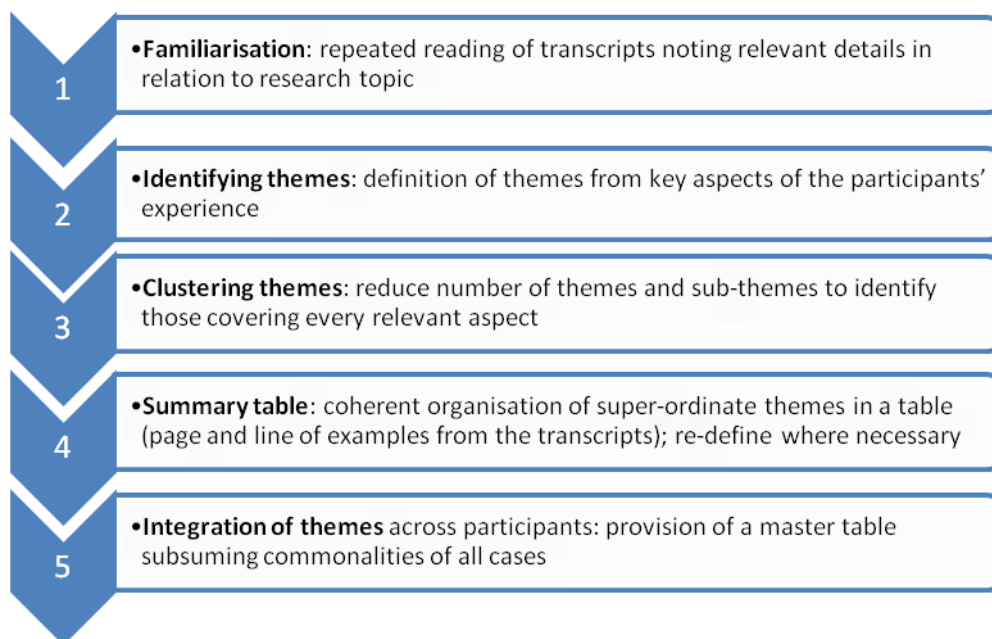 1
•Familiarisation: repeated reading of transcripts noting relevant details in
relation to research topic
2
•Identifying themes: definition of themes from key aspects of the participants’
experience
3
•Clustering themes: reduce number of themes and sub-themes to identify
those covering every relevant aspect
4
•Summary table: coherent organisation of super-ordinate themes in a table
(page and line of examples from the transcripts); re-define where necessary
5
•Integration of themes across participants: provision of a master table
subsuming commonalities of all cases